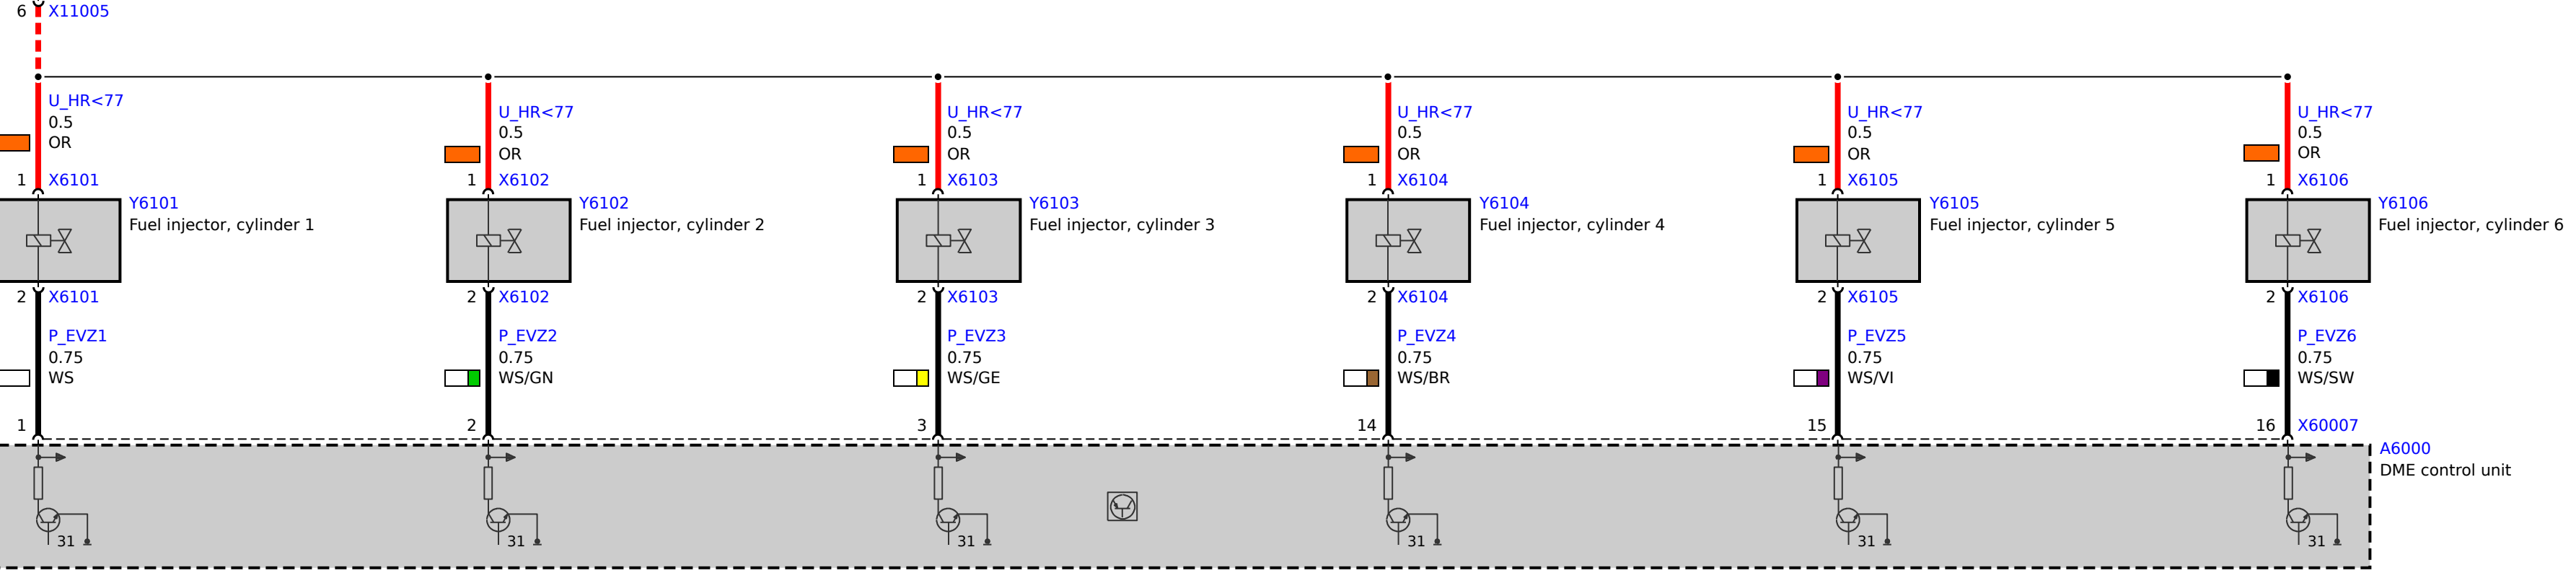 6 X11005
U_HR<77 U_HR<77 U_HR<77 U_HR<77 U_HR<77 U_HR<77
0.5 0.5 0.5 0.5 0.5 0.5
OR OR OR OR OR OR
1 X6101 1 X6102 1 X6103 1 X6104 1 X6105 1 X6106
Y6101 Y6102 Y6103 Y6104 Y6105 Y6106
Fuel injector, cylinder 1 Fuel injector, cylinder 2 Fuel injector, cylinder 3 Fuel injector, cylinder 4 Fuel injector, cylinder 5 Fuel injector, cylinder 6
2 X6101 2 X6102 2 X6103 2 X6104 2 X6105 2 X6106
P_EVZ1 P_EVZ2 P_EVZ3 P_EVZ4 P_EVZ5 P_EVZ6
0.75 0.75 0.75 0.75 0.75 0.75
WS WS/GN WS/GE WS/BR WS/VI WS/SW
1 2 3 14 15 16 X60007
A6000
DME control unit
31 31 31 31 31 31